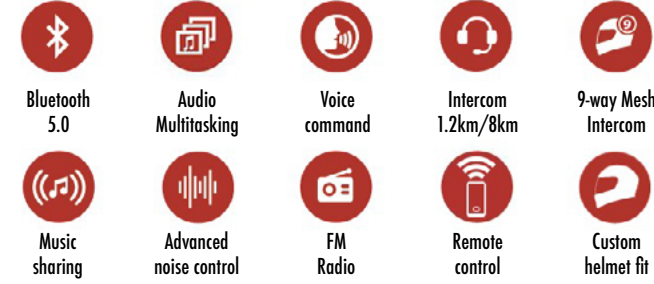 9
Bluetooth
5.0
Audio
Multitasking
Voice
command
Intercom
1.2km/8km
9-way Mesh
Intercom
Music
sharing
Advanced
noise control
FM
Radio
Remote
control
Custom
helmet fit